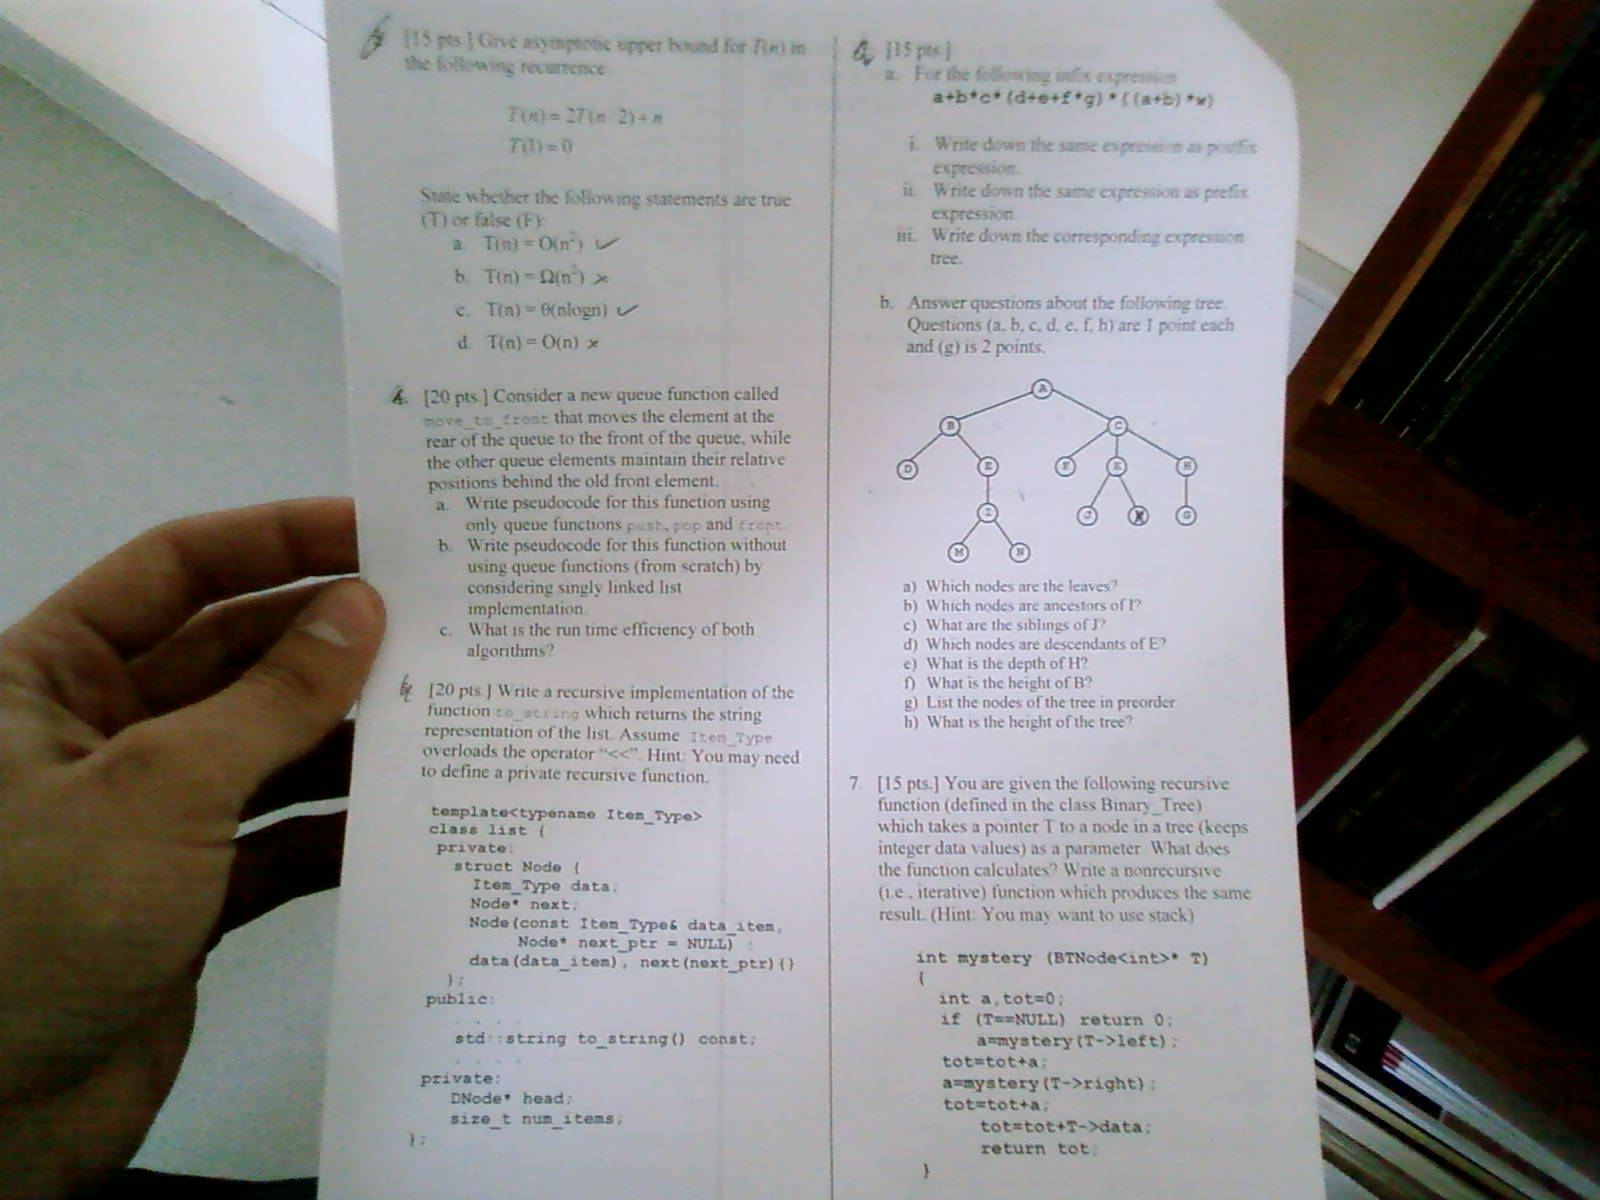 [15 pts.] Give asymptotic upper bound for T(n) in
the following recurrence
T(n) = 2T(n 2) + n
T(1) = 0
State whether the following statements are true
(T) or false (F):
a. T(n) = O(n²) ✓
b. T(n) = Ω(n²) ×
c. T(n) = θ(nlogn) ✓
d. T(n) = O(n) ×
[20 pts.] Consider a new queue function called
move_to_front that moves the element at the
rear of the queue to the front of the queue, while
the other queue elements maintain their relative
positions behind the old front element.
a. Write pseudocode for this function using
only queue functions push, pop and front.
b. Write pseudocode for this function without
using queue functions (from scratch) by
considering singly linked list
implementation.
c. What is the run time efficiency of both
algorithms?
[20 pts.] Write a recursive implementation of the
function to_string which returns the string
representation of the list. Assume Item_Type
overloads the operator “<<”. Hint: You may need
to define a private recursive function.
template<typename Item_Type>
class list {
private:
struct Node {
Item_Type data;
Node* next;
Node(const Item_Type& data_item,
Node* next_ptr = NULL) :
data(data_item), next(next_ptr){}
};
public:
. . . .
std::string to_string() const;
. . . .
private:
DNode* head;
size_t num_items;
};
[15 pts.]
a. For the following infix expression
a+b*c*(d+e+f*g)*((a+b)*w)
i. Write down the same expression as postfix
expression.
ii. Write down the same expression as prefix
expression.
iii. Write down the corresponding expression
tree.
b. Answer questions about the following tree.
Questions (a, b, c, d, e, f, h) are 1 point each
and (g) is 2 points.
A
B C
D E F K H
I J G
M N
a) Which nodes are the leaves?
b) Which nodes are ancestors of I?
c) What are the siblings of J?
d) Which nodes are descendants of E?
e) What is the depth of H?
f) What is the height of B?
g) List the nodes of the tree in preorder
h) What is the height of the tree?
7. [15 pts.] You are given the following recursive
function (defined in the class Binary_Tree)
which takes a pointer T to a node in a tree (keeps
integer data values) as a parameter. What does
the function calculates? Write a nonrecursive
(i.e., iterative) function which produces the same
result. (Hint: You may want to use stack)
int mystery (BTNode<int>* T)
{
int a,tot=0;
if (T==NULL) return 0;
a=mystery(T->left);
tot=tot+a;
a=mystery(T->right);
tot=tot+a;
tot=tot+T->data;
return tot;
}